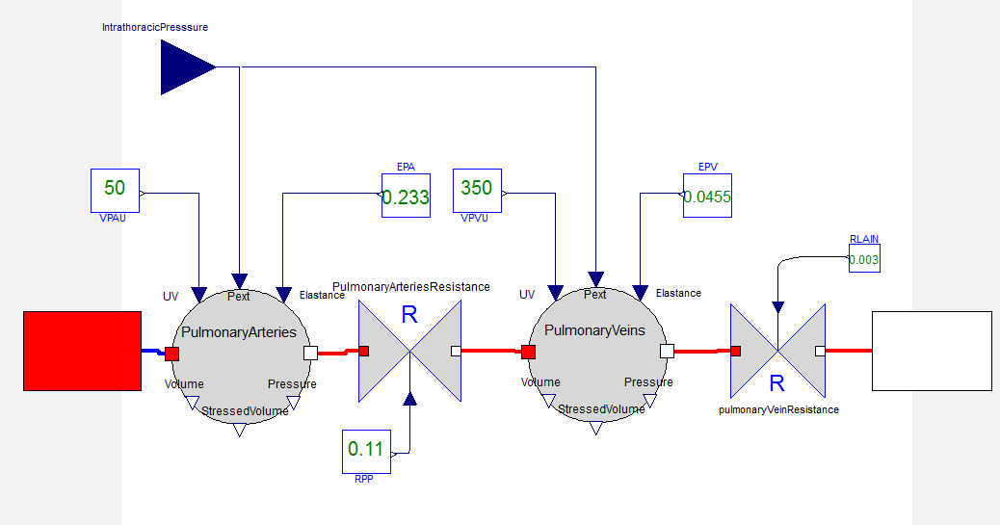 IntrathoracicPresssure
50
VPAU
EPA
0.233
350
VPVU
EPV
0.0455
RLAIN
0.003
UV
Pext
Elastance
PulmonaryArteriesResistance
R
UV
Pext
Elastance
PulmonaryArteries
PulmonaryVeins
Volume
Pressure
StressedVolume
Volume
Pressure
StressedVolume
R
pulmonaryVeinResistance
0.11
RPP